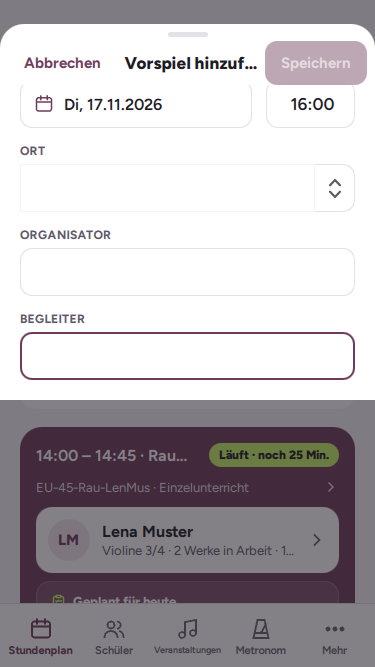 Abbrechen
Vorspiel hinzuf...
Speichern
Di, 17.11.2026
16:00
ORT
ORGANISATOR
BEGLEITER
14:00 – 14:45 · Rau...
Läuft · noch 25 Min.
EU-45-Rau-LenMus · Einzelunterricht
LM
Lena Muster
Violine 3/4 · 2 Werke in Arbeit · 1...
Geplant für heute
Stundenplan
Schüler
Veranstaltungen
Metronom
Mehr